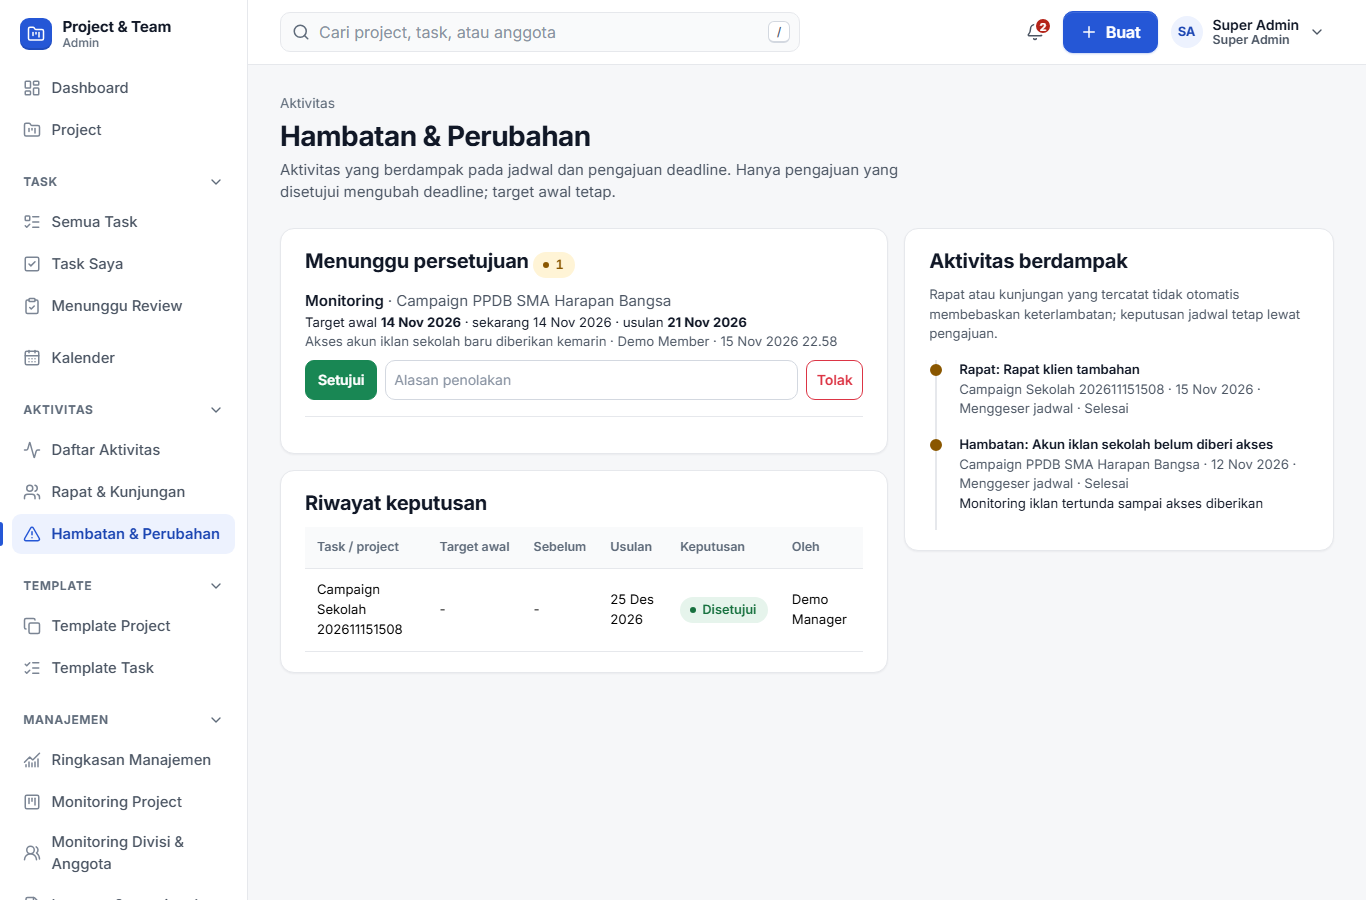 Project & Team
Admin
Dashboard
Project
TASK
Semua Task
Task Saya
Menunggu Review
Kalender
AKTIVITAS
Daftar Aktivitas
Rapat & Kunjungan
Hambatan & Perubahan
TEMPLATE
Template Project
Template Task
MANAJEMEN
Ringkasan Manajemen
Monitoring Project
Monitoring Divisi &
Anggota
Cari project, task, atau anggota
/
2
+ Buat
SA
Super Admin
Super Admin
Aktivitas
Hambatan & Perubahan
Aktivitas yang berdampak pada jadwal dan pengajuan deadline. Hanya pengajuan yang
disetujui mengubah deadline; target awal tetap.
Menunggu persetujuan • 1
Monitoring · Campaign PPDB SMA Harapan Bangsa
Target awal 14 Nov 2026 · sekarang 14 Nov 2026 · usulan 21 Nov 2026
Akses akun iklan sekolah baru diberikan kemarin · Demo Member · 15 Nov 2026 22.58
Setujui
Alasan penolakan
Tolak
Riwayat keputusan
Task / project Target awal Sebelum Usulan Keputusan Oleh
Campaign
Sekolah
202611151508
-
-
25 Des
2026
• Disetujui
Demo
Manager
Aktivitas berdampak
Rapat atau kunjungan yang tercatat tidak otomatis
membebaskan keterlambatan; keputusan jadwal tetap lewat
pengajuan.
Rapat: Rapat klien tambahan
Campaign Sekolah 202611151508 · 15 Nov 2026 ·
Menggeser jadwal · Selesai
Hambatan: Akun iklan sekolah belum diberi akses
Campaign PPDB SMA Harapan Bangsa · 12 Nov 2026 ·
Menggeser jadwal · Selesai
Monitoring iklan tertunda sampai akses diberikan